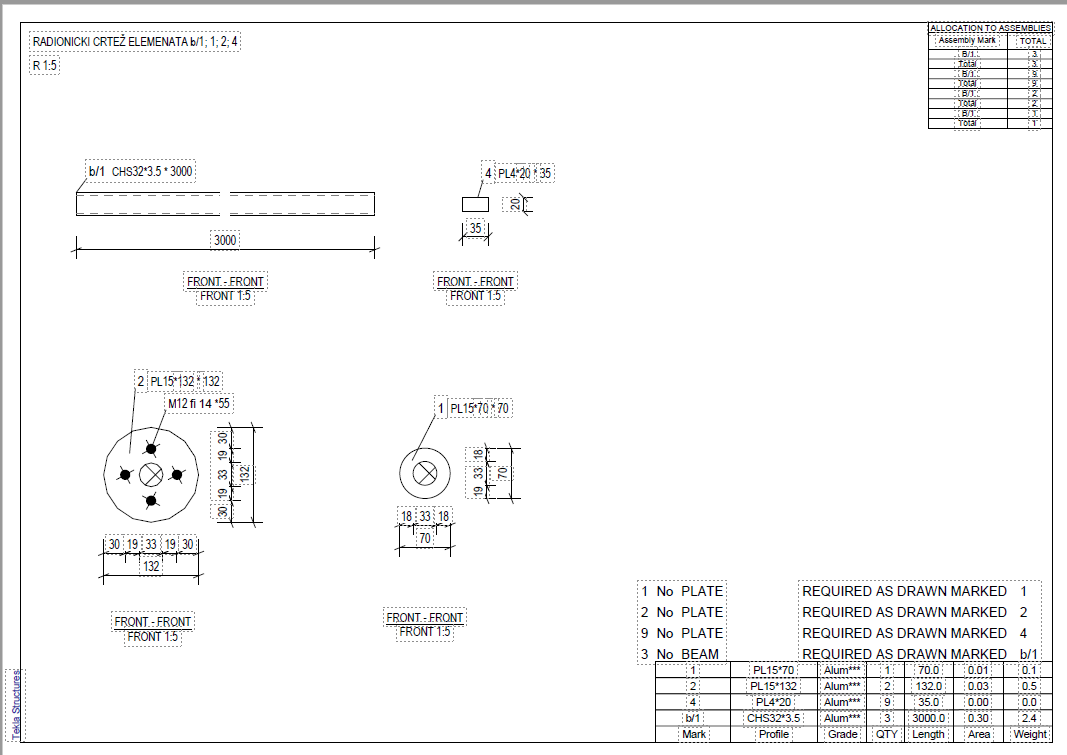 RADIONICKI CRTEŽ ELEMENATA b/1; 1; 2; 4
R 1:5
ALLOCATION TO ASSEMBLIES
Assembly Mark TOTAL
B/1 3
Total 3
B/1 9
Total 9
B/1 2
Total 2
B/1 1
Total 1
b/1 CHS32*3.5 * 3000
3000
FRONT - FRONT
FRONT 1:5
4 PL4*20 * 35
20
35
FRONT - FRONT
FRONT 1:5
2 PL15*132 * 132
M12 fi 14 *55
30 19 33 19 30
132
30 19 33 19 30
132
FRONT - FRONT
FRONT 1:5
1 PL15*70 * 70
18 33 19
70
18 33 18
70
FRONT - FRONT
FRONT 1:5
1 No PLATE REQUIRED AS DRAWN MARKED 1
2 No PLATE REQUIRED AS DRAWN MARKED 2
9 No PLATE REQUIRED AS DRAWN MARKED 4
3 No BEAM REQUIRED AS DRAWN MARKED b/1
1 PL15*70 Alum*** 1 70.0 0.01 0.1
2 PL15*132 Alum*** 2 132.0 0.03 0.5
4 PL4*20 Alum*** 9 35.0 0.00 0.0
b/1 CHS32*3.5 Alum*** 3 3000.0 0.30 2.4
Mark Profile Grade QTY Length Area Weight
Tekla Structures